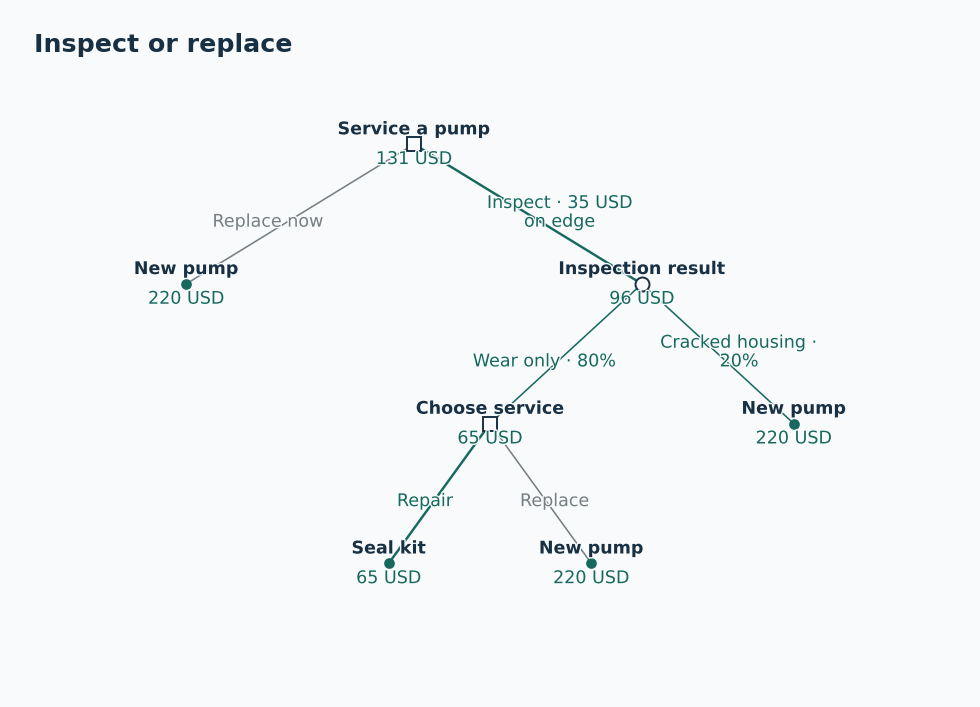 Inspect or replace
Service a pump
131 USD
Inspect · 35 USD
on edge
Replace now
New pump
220 USD
Inspection result
96 USD
Cracked housing ·
20%
Wear only · 80%
Choose service
65 USD
New pump
220 USD
Repair
Replace
Seal kit
65 USD
New pump
220 USD